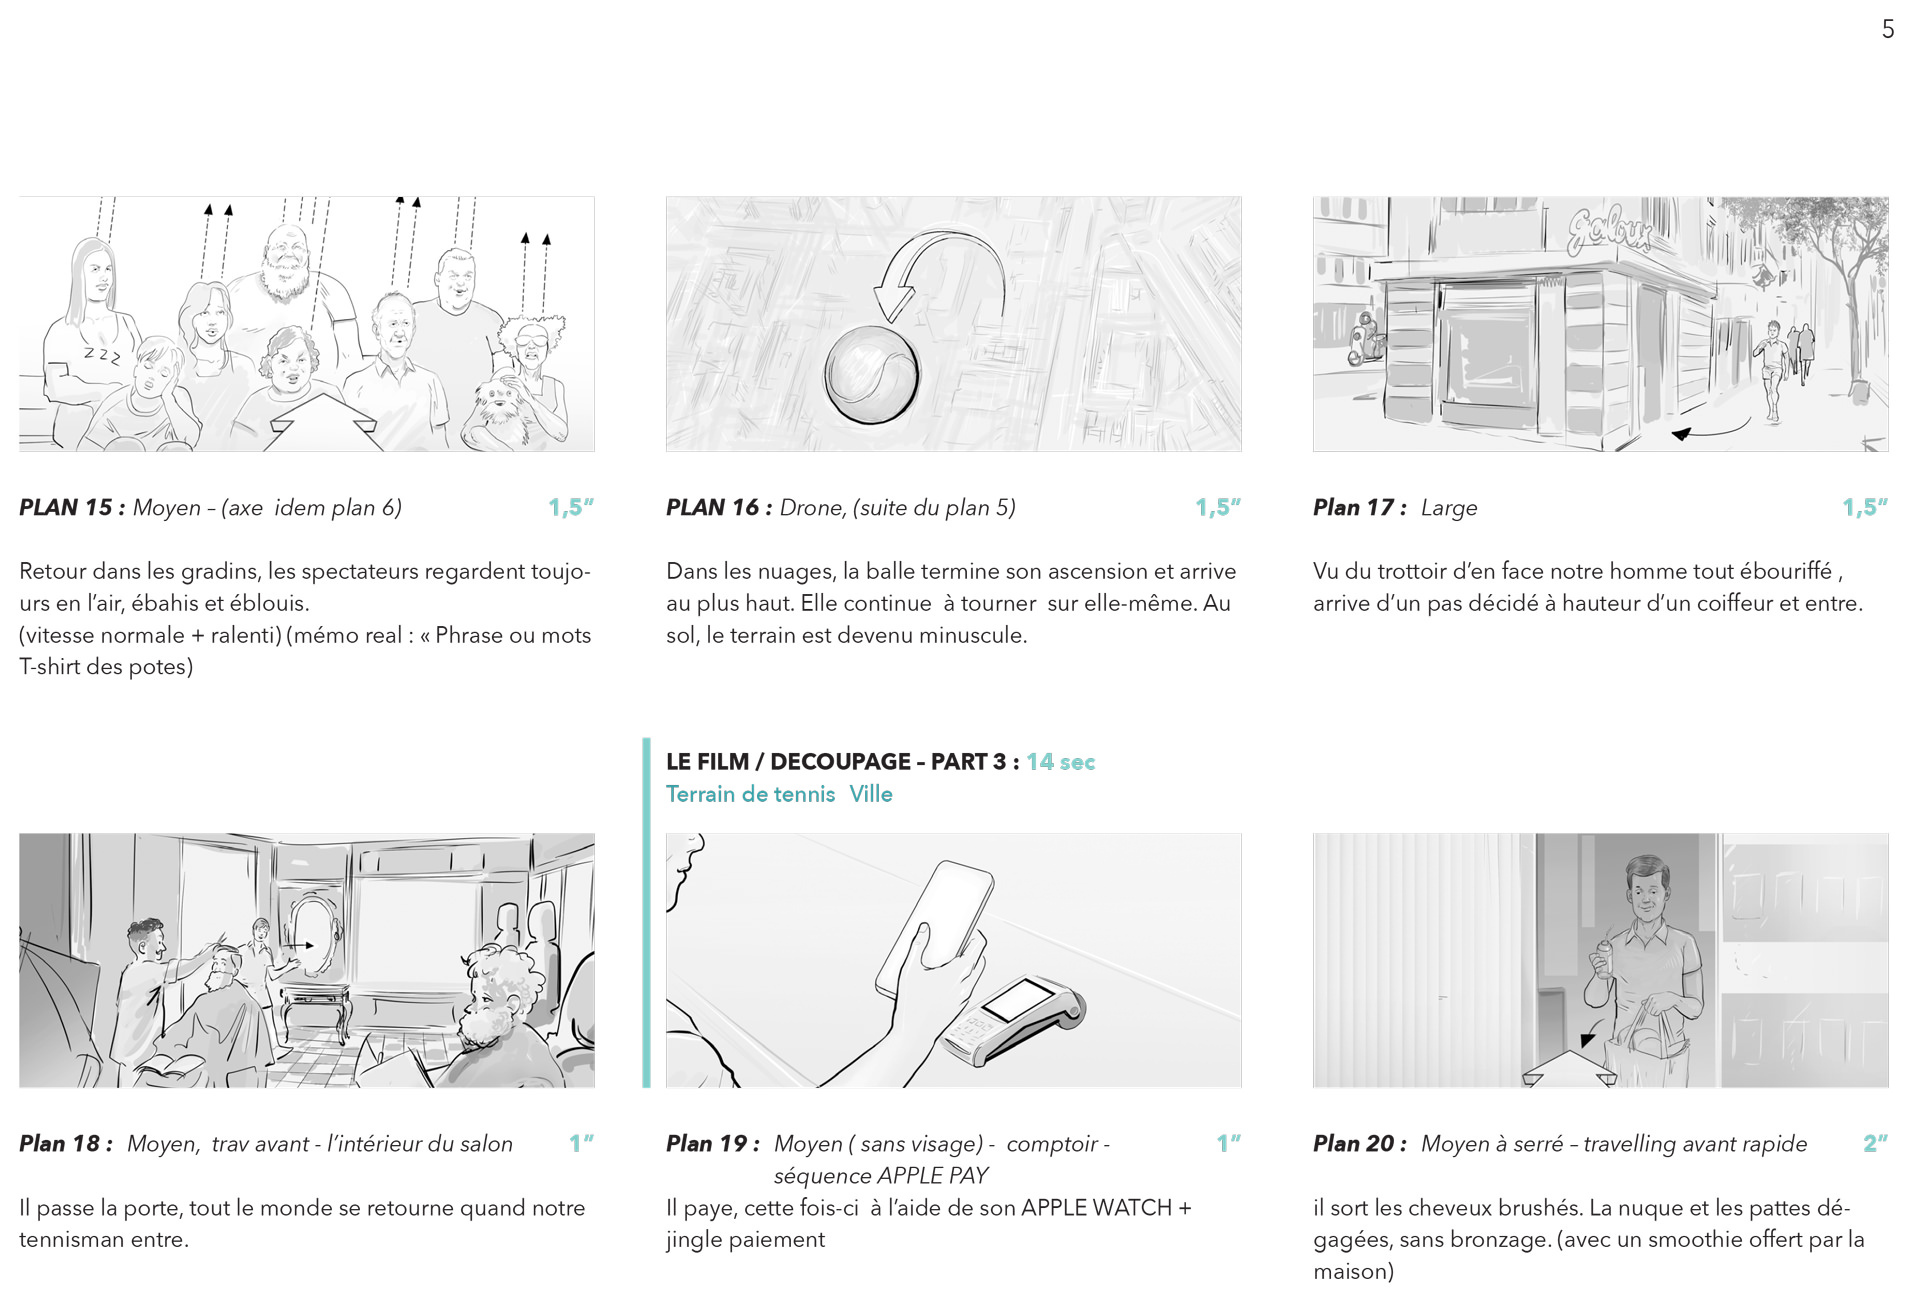 5
ZZZ
galoux
PLAN 15 : Moyen – (axe idem plan 6) 1,5”
Retour dans les gradins, les spectateurs regardent toujo-
urs en l’air, ébahis et éblouis.
(vitesse normale + ralenti) (mémo real : « Phrase ou mots
T-shirt des potes)
PLAN 16 : Drone, (suite du plan 5) 1,5”
Dans les nuages, la balle termine son ascension et arrive
au plus haut. Elle continue à tourner sur elle-même. Au
sol, le terrain est devenu minuscule.
Plan 17 : Large 1,5”
Vu du trottoir d’en face notre homme tout ébouriffé ,
arrive d’un pas décidé à hauteur d’un coiffeur et entre.
Plan 18 : Moyen, trav avant - l’intérieur du salon 1”
Il passe la porte, tout le monde se retourne quand notre
tennisman entre.
LE FILM / DECOUPAGE – PART 3 : 14 sec
Terrain de tennis Ville
Plan 19 : Moyen ( sans visage) - comptoir - 1”
séquence APPLE PAY
Il paye, cette fois-ci à l’aide de son APPLE WATCH +
jingle paiement
Plan 20 : Moyen à serré – travelling avant rapide 2”
il sort les cheveux brushés. La nuque et les pattes dé-
gagées, sans bronzage. (avec un smoothie offert par la
maison)